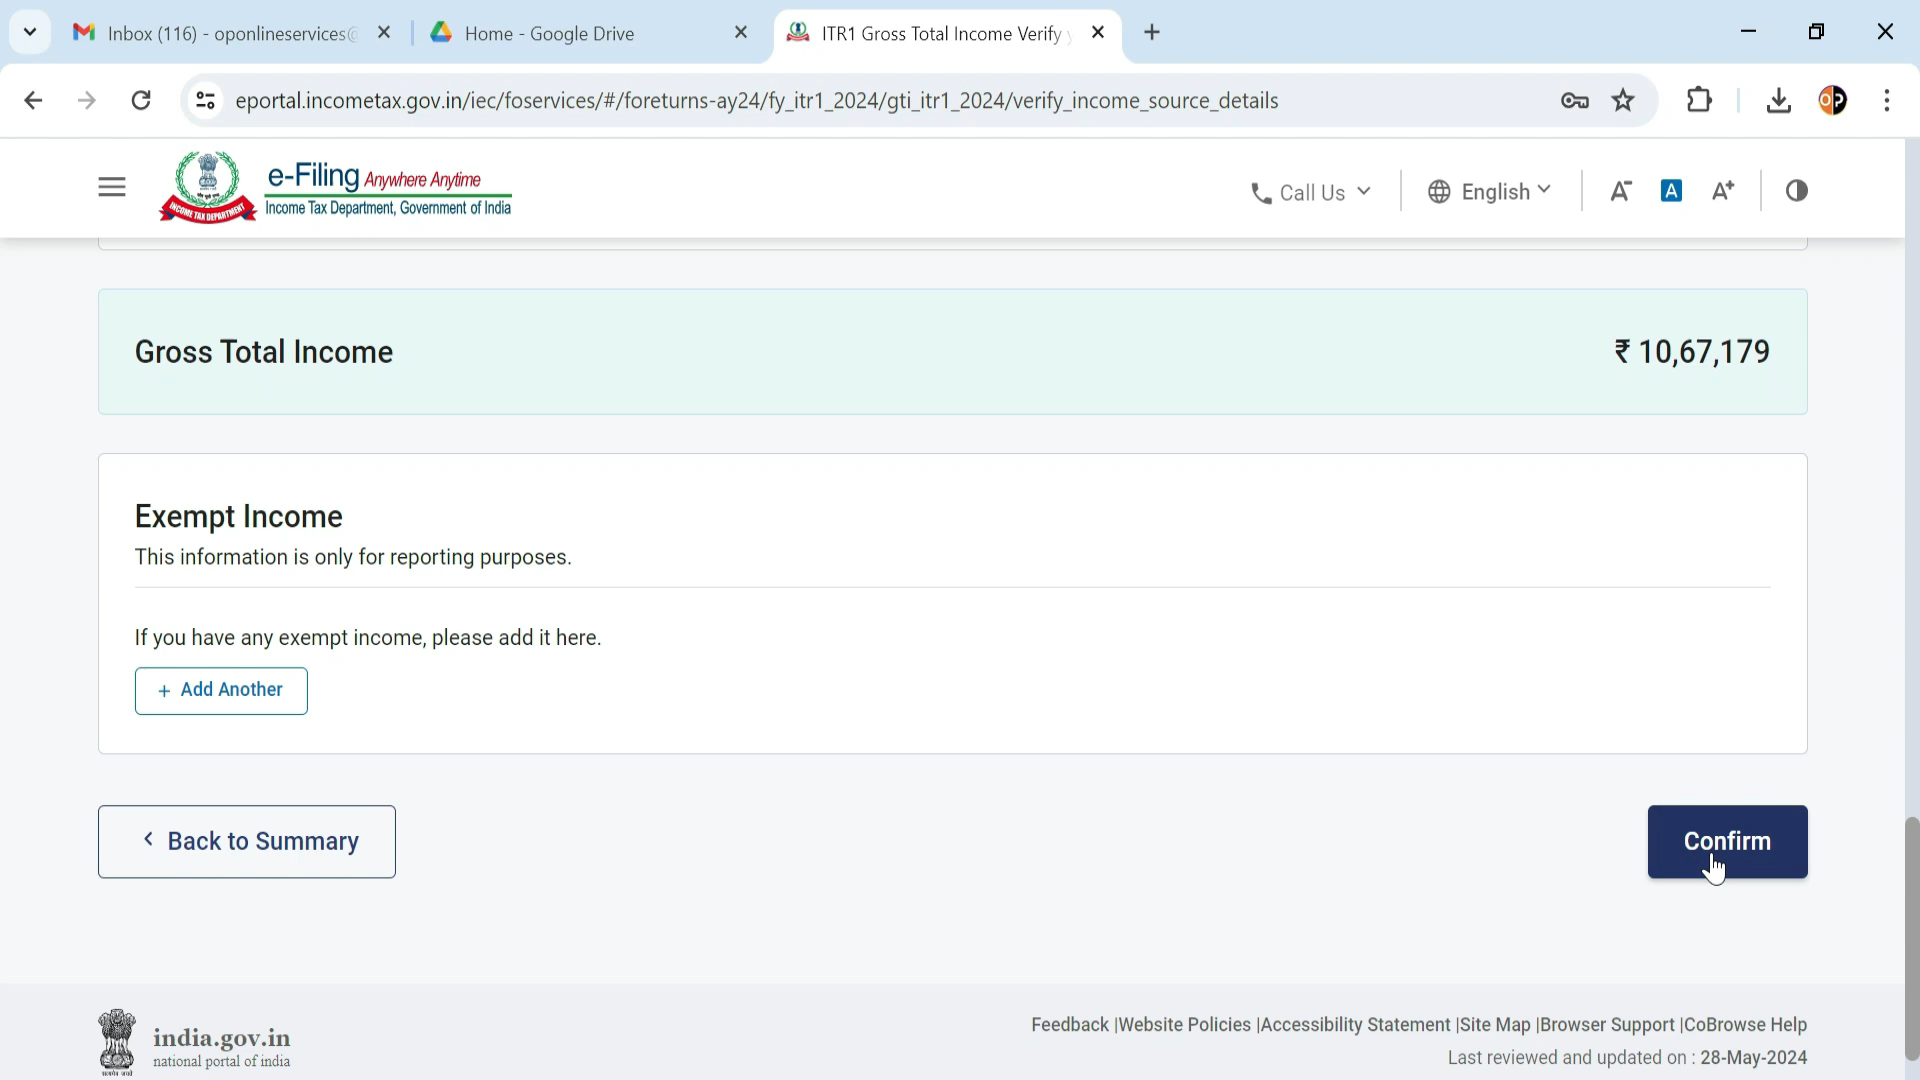 Inbox (116) - oponlineservices@
Home - Google Drive
ITR1 Gross Total Income Verify
eportal.incometax.gov.in/iec/foservices/#/foreturns-ay24/fy_itr1_2024/gti_itr1_2024/verify_income_source_details
OP
INCOME TAX DEPARTMENT
e-Filing Anywhere Anytime
Income Tax Department, Government of India
Call Us
English
A- A A+
Gross Total Income
₹ 10,67,179
Exempt Income
This information is only for reporting purposes.
If you have any exempt income, please add it here.
+ Add Another
< Back to Summary
Confirm
india.gov.in
national portal of india
Feedback |Website Policies |Accessibility Statement |Site Map |Browser Support |CoBrowse Help
Last reviewed and updated on : 28-May-2024